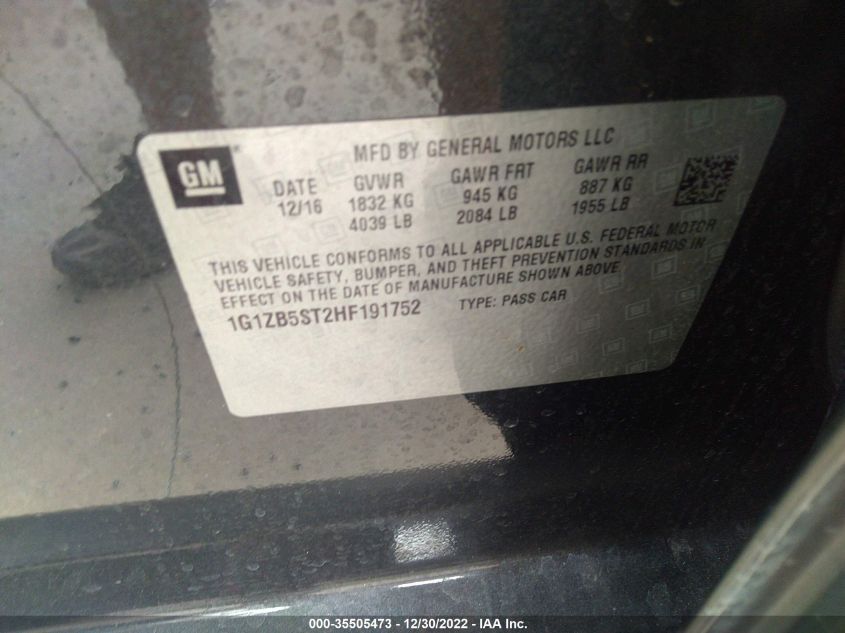 GM
MFD BY GENERAL MOTORS LLC
DATE GVWR GAWR FRT GAWR RR
12/16 1832 KG 945 KG 887 KG
4039 LB 2084 LB 1955 LB
THIS VEHICLE CONFORMS TO ALL APPLICABLE U.S. FEDERAL MOTOR
VEHICLE SAFETY, BUMPER, AND THEFT PREVENTION STANDARDS IN
EFFECT ON THE DATE OF MANUFACTURE SHOWN ABOVE.
1G1ZB5ST2HF191752 TYPE: PASS CAR
000-35505473 - 12/30/2022 - IAA Inc.